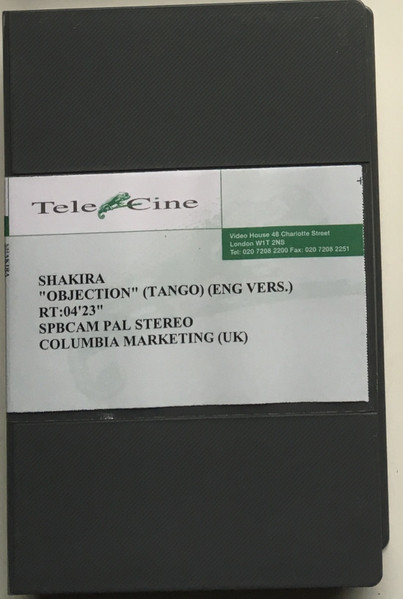 Tele Cine
Video House 48 Charlotte Street
London W1T 2NS
Tel: 020 7208 2200 Fax: 020 7208 2251
SHAKIRA
"OBJECTION" (TANGO) (ENG VERS.)
RT:04'23"
SPBCAM PAL STEREO
COLUMBIA MARKETING (UK)
SHAKIRA